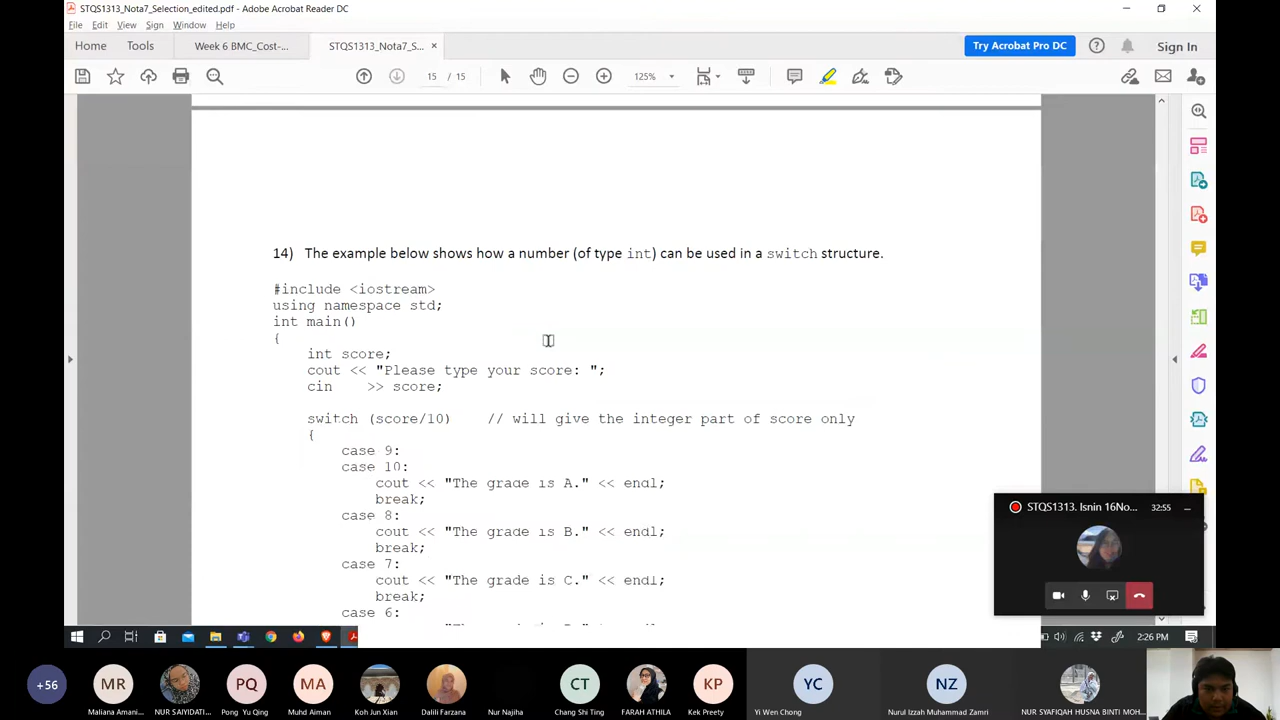 STQS1313_Nota7_Selection_edited.pdf - Adobe Acrobat Reader DC
File Edit View Sign Window Help
Home Tools Week 6 BMC_Cost-... STQS1313_Nota7_S... × Try Acrobat Pro DC Sign In
15 / 15 125%
14) The example below shows how a number (of type int) can be used in a switch structure.
#include <iostream>
using namespace std;
int main()
{
int score;
cout << "Please type your score: ";
cin >> score;
switch (score/10) // will give the integer part of score only
{
case 9:
case 10:
cout << "The grade is A." << endl;
break;
case 8:
cout << "The grade is B." << endl;
break;
case 7:
cout << "The grade is C." << endl;
break;
case 6:
STQS1313. Isnin 16No... 32:55
2:26 PM
+56 MR PQ MA CT KP YC NZ
Maliana Amani... NUR SAIYIDATI... Pong Yu Qing Muhd Aiman Koh Jun Xian Dalili Farzana Nur Najiha Chang Shi Ting FARAH ATHILA Kek Preety Yi Wen Chong Nurul Izzah Muhammad Zamri NUR SYAFIQAH HUSNA BINTI MOH...